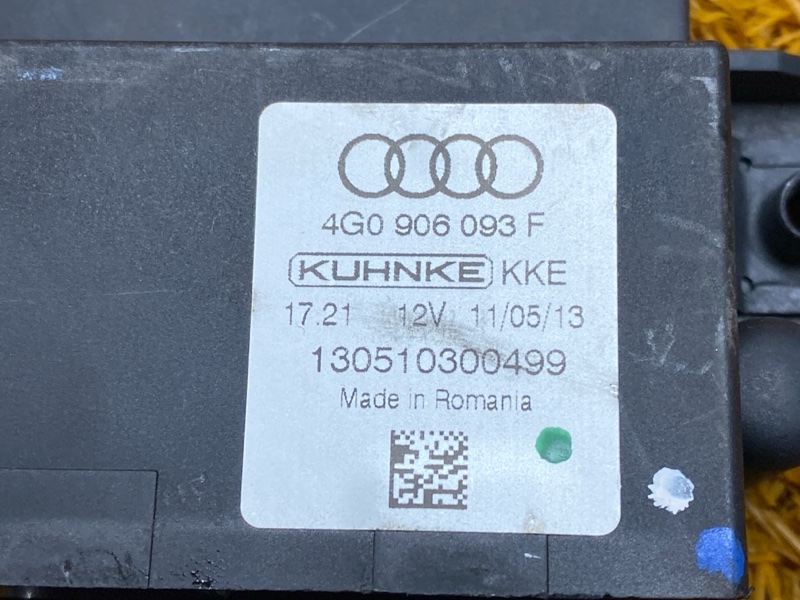 4G0 906 093 F
KUHNKE KKE
17.21 12V 11/05/13
130510300499
Made in Romania